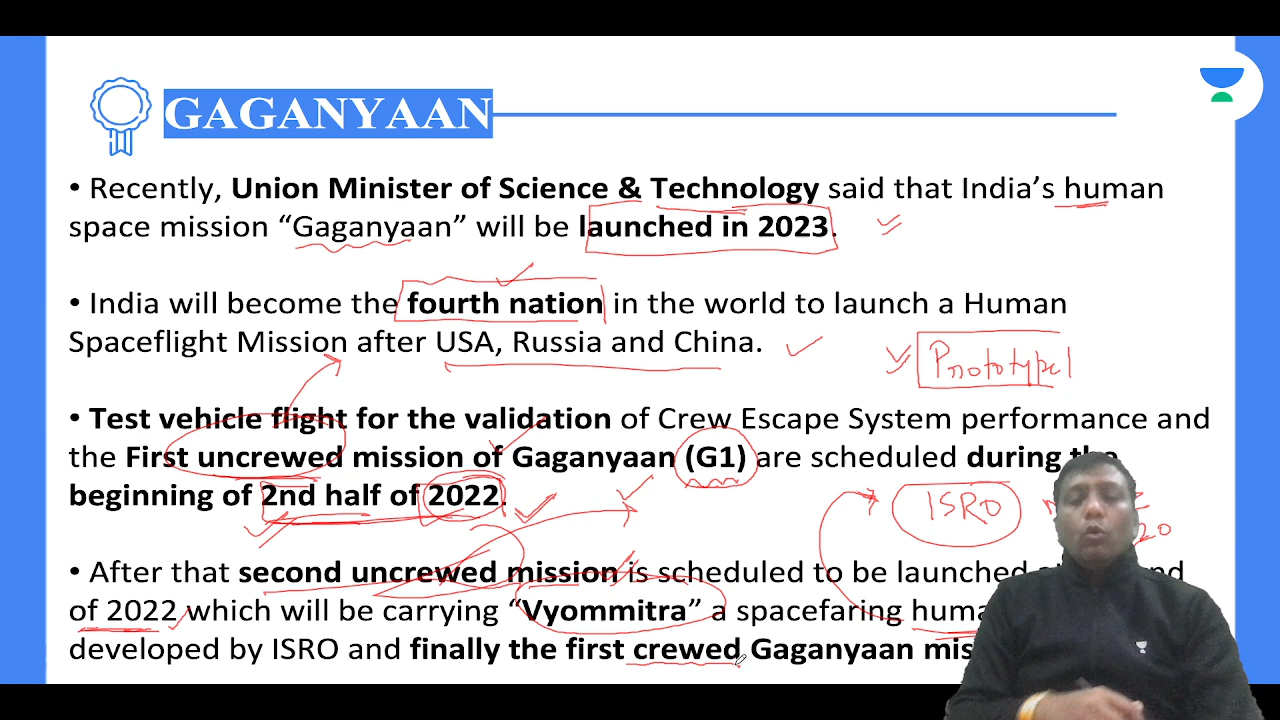 GAGANYAAN
• Recently, Union Minister of Science & Technology said that India's human
space mission “Gaganyaan” will be launched in 2023.
• India will become the fourth nation in the world to launch a Human
Spaceflight Mission after USA, Russia and China.
Prototype
• Test vehicle flight for the validation of Crew Escape System performance and
the First uncrewed mission of Gaganyaan (G1) are scheduled during the
beginning of 2nd half of 2022.
ISRO
20
• After that second uncrewed mission is scheduled to be launched
of 2022 which will be carrying “Vyommitra” a spacefaring
developed by ISRO and finally the first crewed Gaganyaan